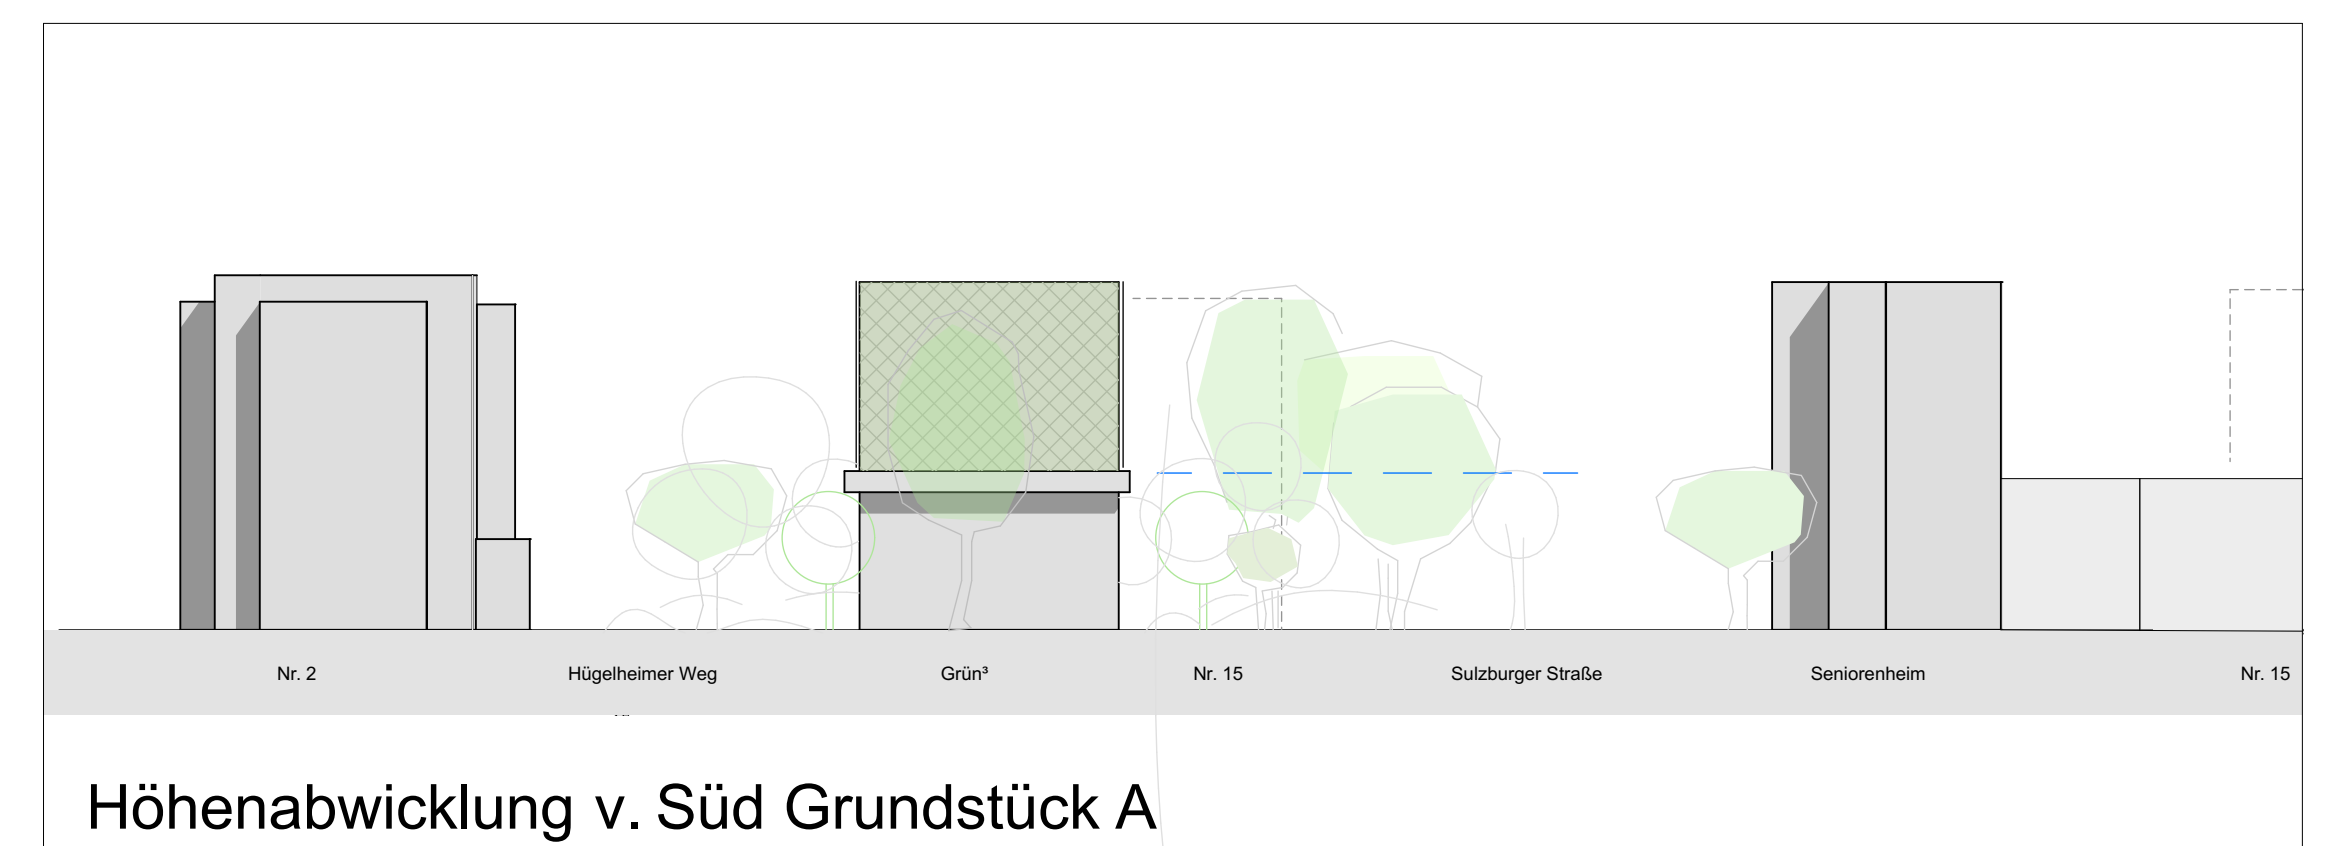 Nr. 2 Hügelheimer Weg Grün³ Nr. 15 Sulzburger Straße Seniorenheim Nr. 15
Höhenabwicklung v. Süd Grundstück A